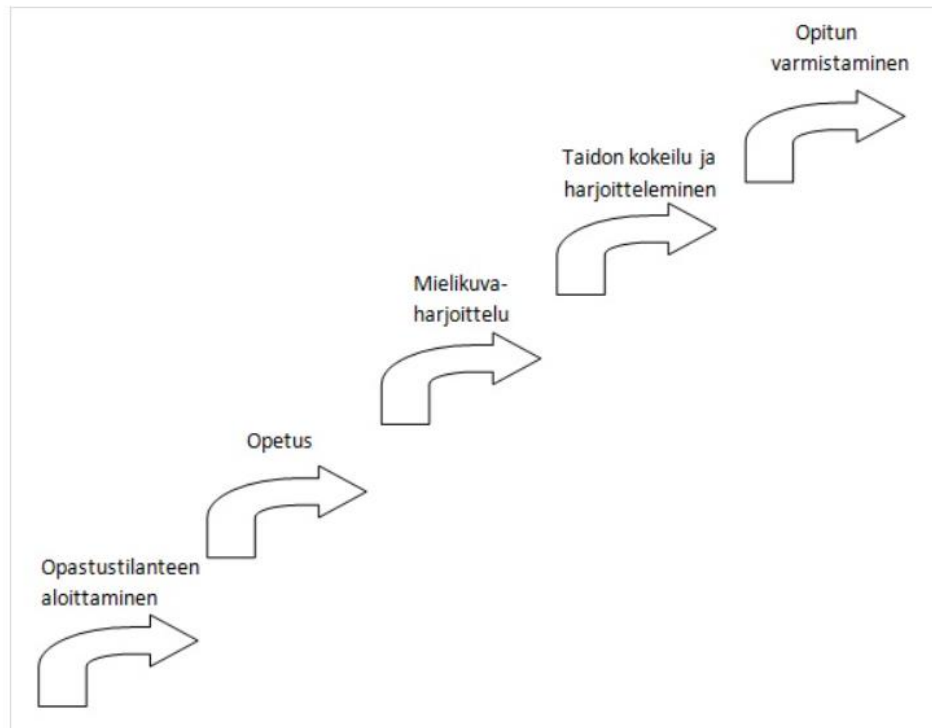 Opitun
varmistaminen
Taidon kokeilu ja
harjoitteleminen
Mielikuva-
harjoittelu
Opetus
Opastustilanteen
aloittaminen